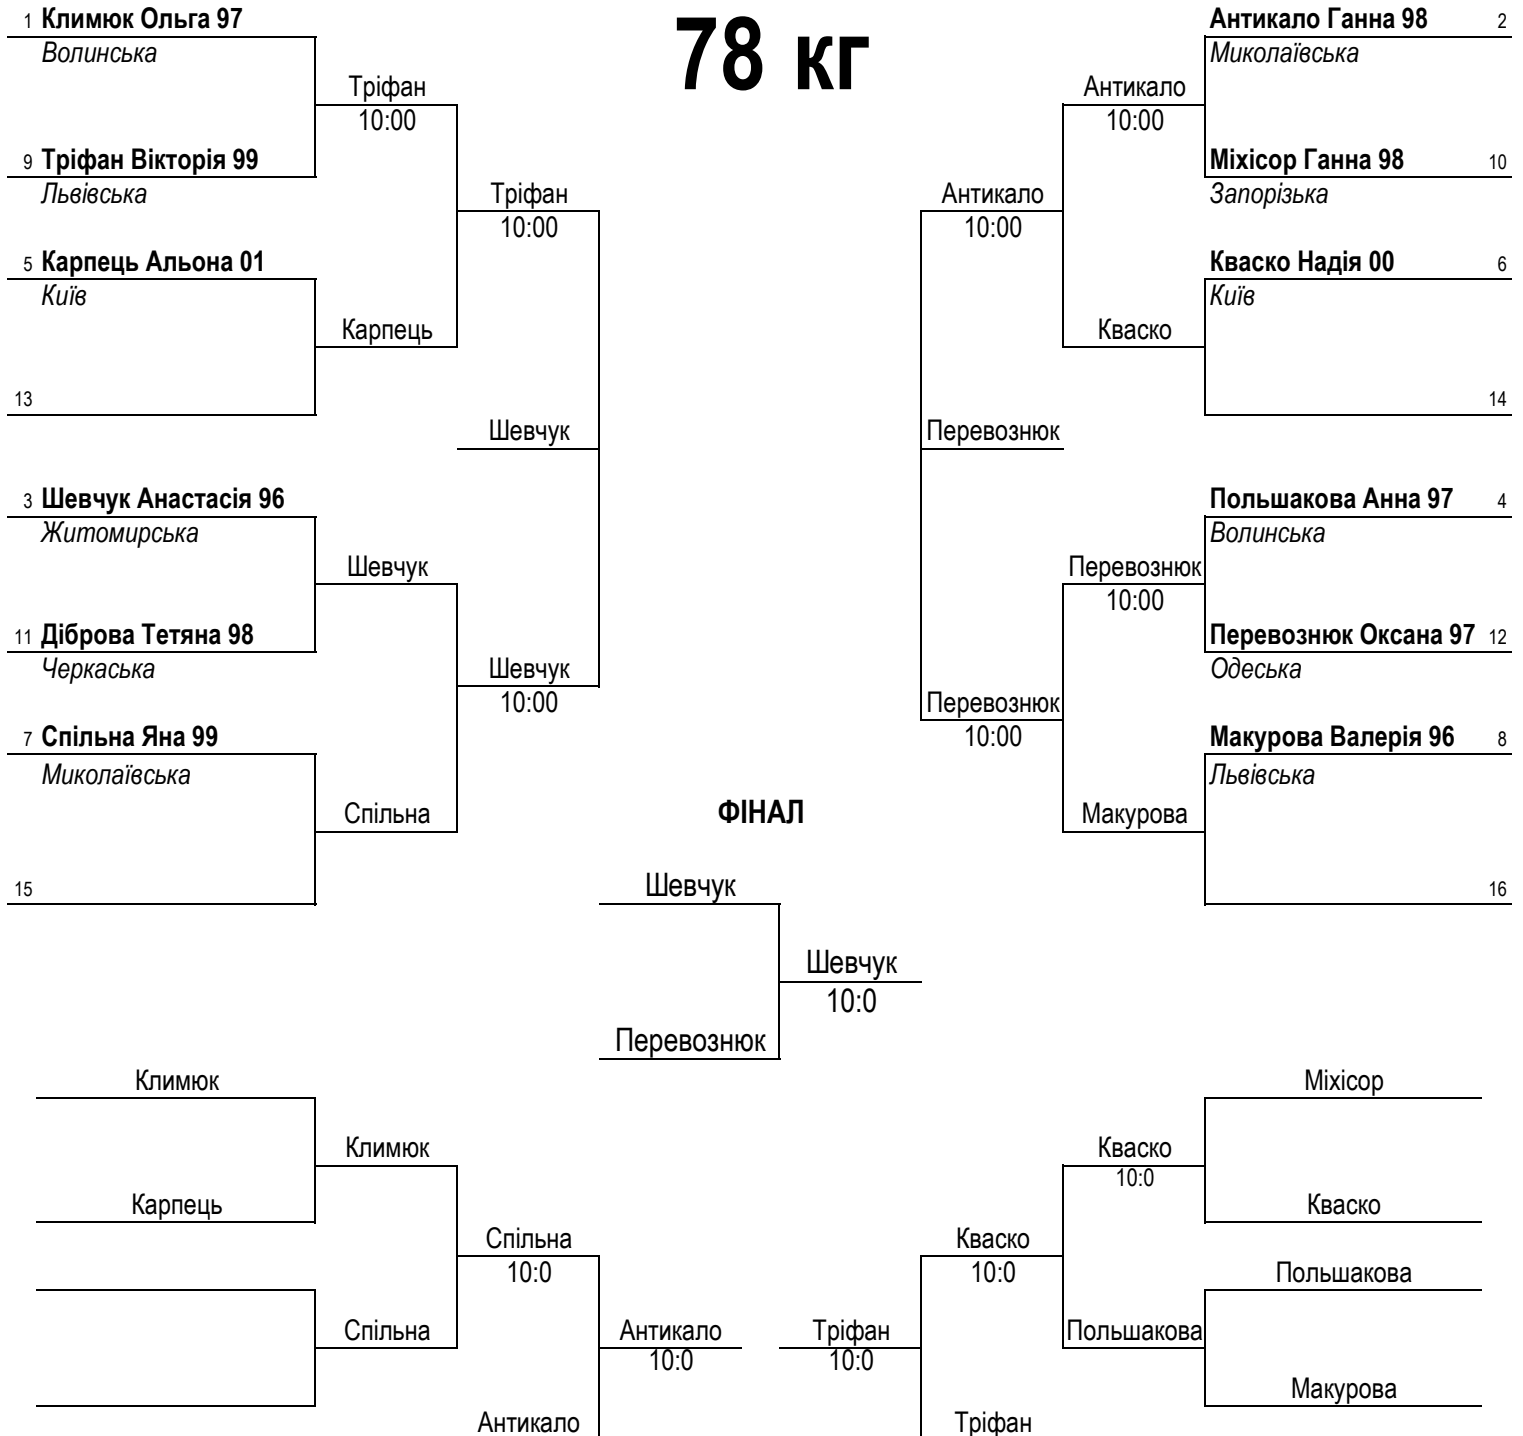 78 кг
1 Климюк Ольга 97
Волинська
Тріфан
10:00
9 Тріфан Вікторія 99
Львівська
Тріфан
10:00
5 Карпець Альона 01
Київ
Карпець
13
Шевчук
3 Шевчук Анастасія 96
Житомирська
Шевчук
11 Діброва Тетяна 98
Черкаська
Шевчук
10:00
7 Спільна Яна 99
Миколаївська
Спільна
15
Антикало Ганна 98 2
Миколаївська
Антикало
10:00
Міхісор Ганна 98 10
Запорізька
Антикало
10:00
Кваско Надія 00 6
Київ
Кваско
14
Перевознюк
Польшакова Анна 97 4
Волинська
Перевознюк
10:00
Перевознюк Оксана 97 12
Одеська
Перевознюк
10:00
Макурова Валерія 96 8
Львівська
Макурова
16
ФІНАЛ
Шевчук
Шевчук
10:0
Перевознюк
Климюк
Климюк
Карпець
Спільна
10:0
Спільна
Антикало
10:0
Антикало
Міхісор
Кваско
10:0
Кваско
Кваско
10:0
Польшакова
Польшакова
Тріфан
10:0
Макурова
Тріфан